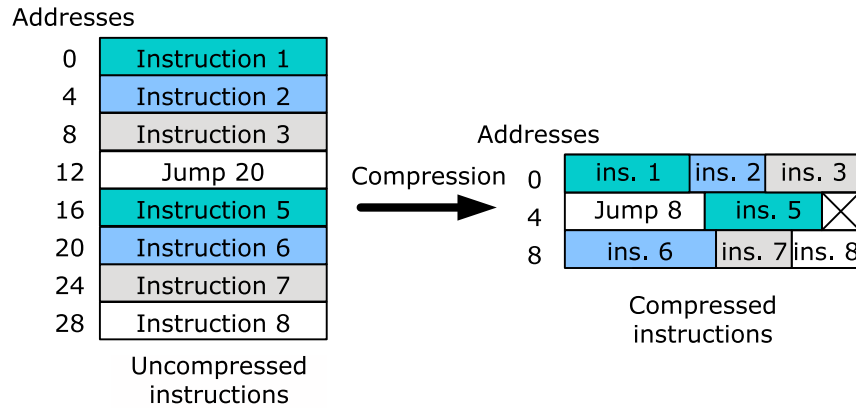 Addresses
0 Instruction 1
4 Instruction 2
8 Instruction 3
12 Jump 20
16 Instruction 5
20 Instruction 6
24 Instruction 7
28 Instruction 8
Uncompressed
instructions
Compression
Addresses
0 ins. 1 ins. 2 ins. 3
4 Jump 8 ins. 5
8 ins. 6 ins. 7 ins. 8
Compressed
instructions